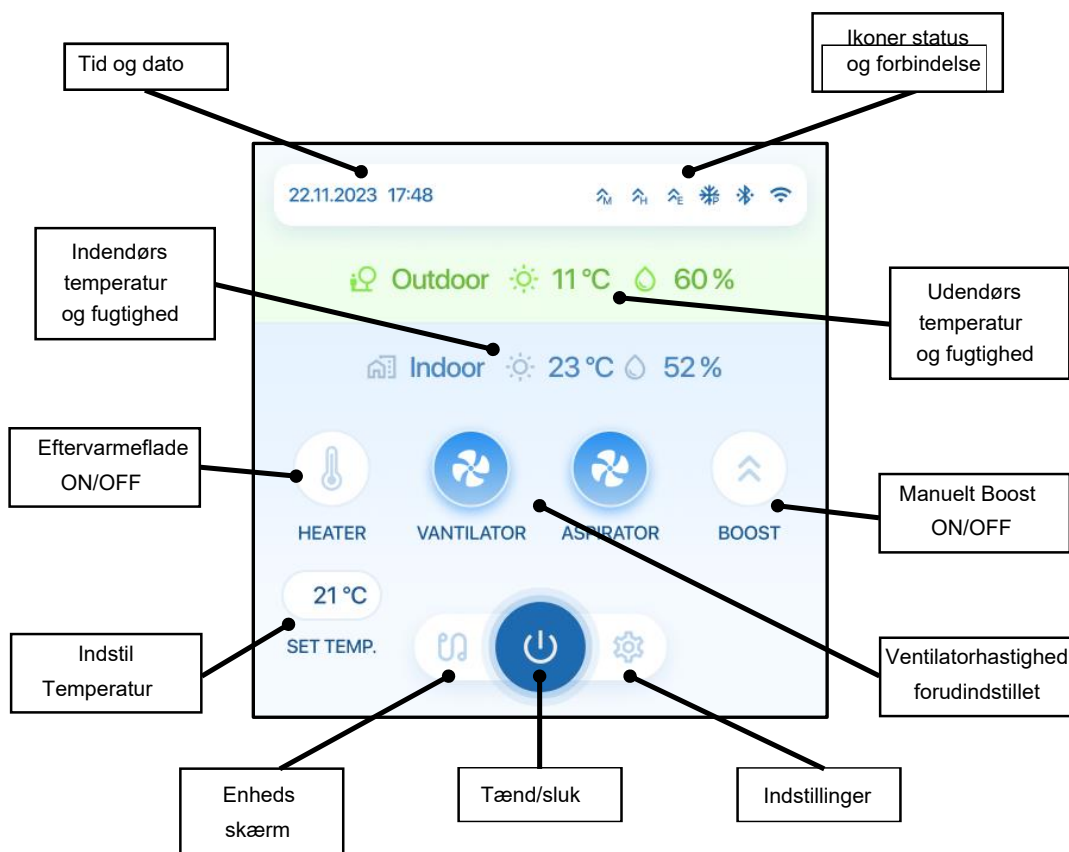 Tid og dato
Ikoner status
og forbindelse
22.11.2023 17:48
M H E P
Outdoor 11 °C 60 %
Indendørs
temperatur
og fugtighed
Udendørs
temperatur
og fugtighed
Indoor 23 °C 52 %
Eftervarmeflade
ON/OFF
Manuelt Boost
ON/OFF
HEATER VANTILATOR ASPIRATOR BOOST
21 °C
SET TEMP.
Indstil
Temperatur
Ventilatorhastighed
forudindstillet
Enheds
skærm
Tænd/sluk
Indstillinger